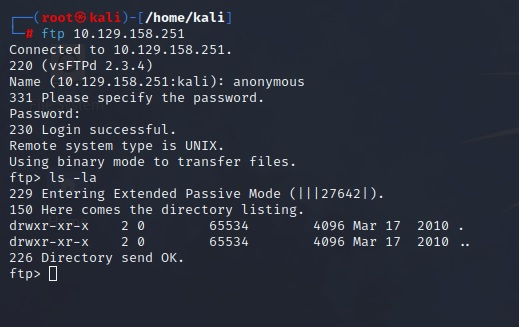 ┌──(root㉿kali)-[/home/kali]
└─# ftp 10.129.158.251
Connected to 10.129.158.251.
220 (vsFTPd 2.3.4)
Name (10.129.158.251:kali): anonymous
331 Please specify the password.
Password:
230 Login successful.
Remote system type is UNIX.
Using binary mode to transfer files.
ftp> ls -la
229 Entering Extended Passive Mode (|||27642|).
150 Here comes the directory listing.
drwxr-xr-x    2 0        65534        4096 Mar 17  2010 .
drwxr-xr-x    2 0        65534        4096 Mar 17  2010 ..
226 Directory send OK.
ftp>